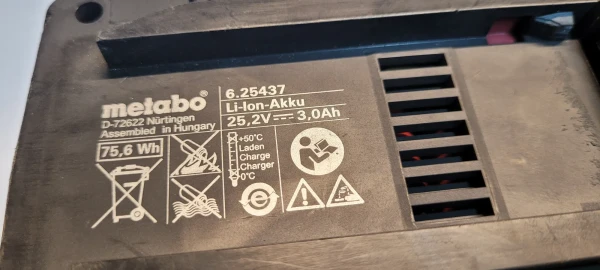 metabo®
D-72622 Nürtingen
Assembled in Hungary
75,6 Wh
6.25437
Li-Ion-Akku
25,2V⎓ 3,0Ah
+50°C
Laden
Charge
Charger
0°C